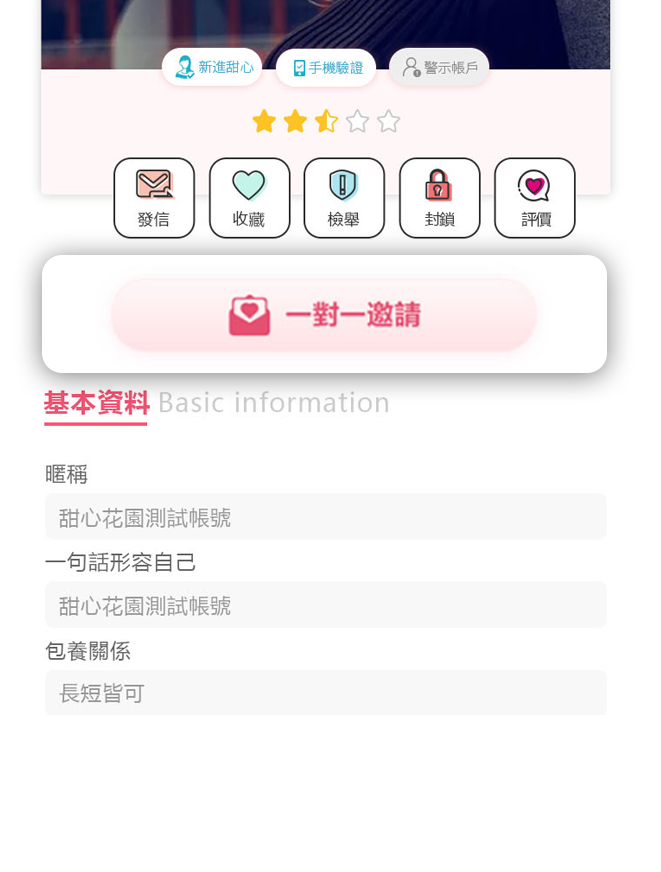 新進甜心 手機驗證 警示帳戶
發信 收藏 檢舉 封鎖 評價
一對一邀請
基本資料 Basic information
暱稱
甜心花園測試帳號
一句話形容自己
甜心花園測試帳號
包養關係
長短皆可